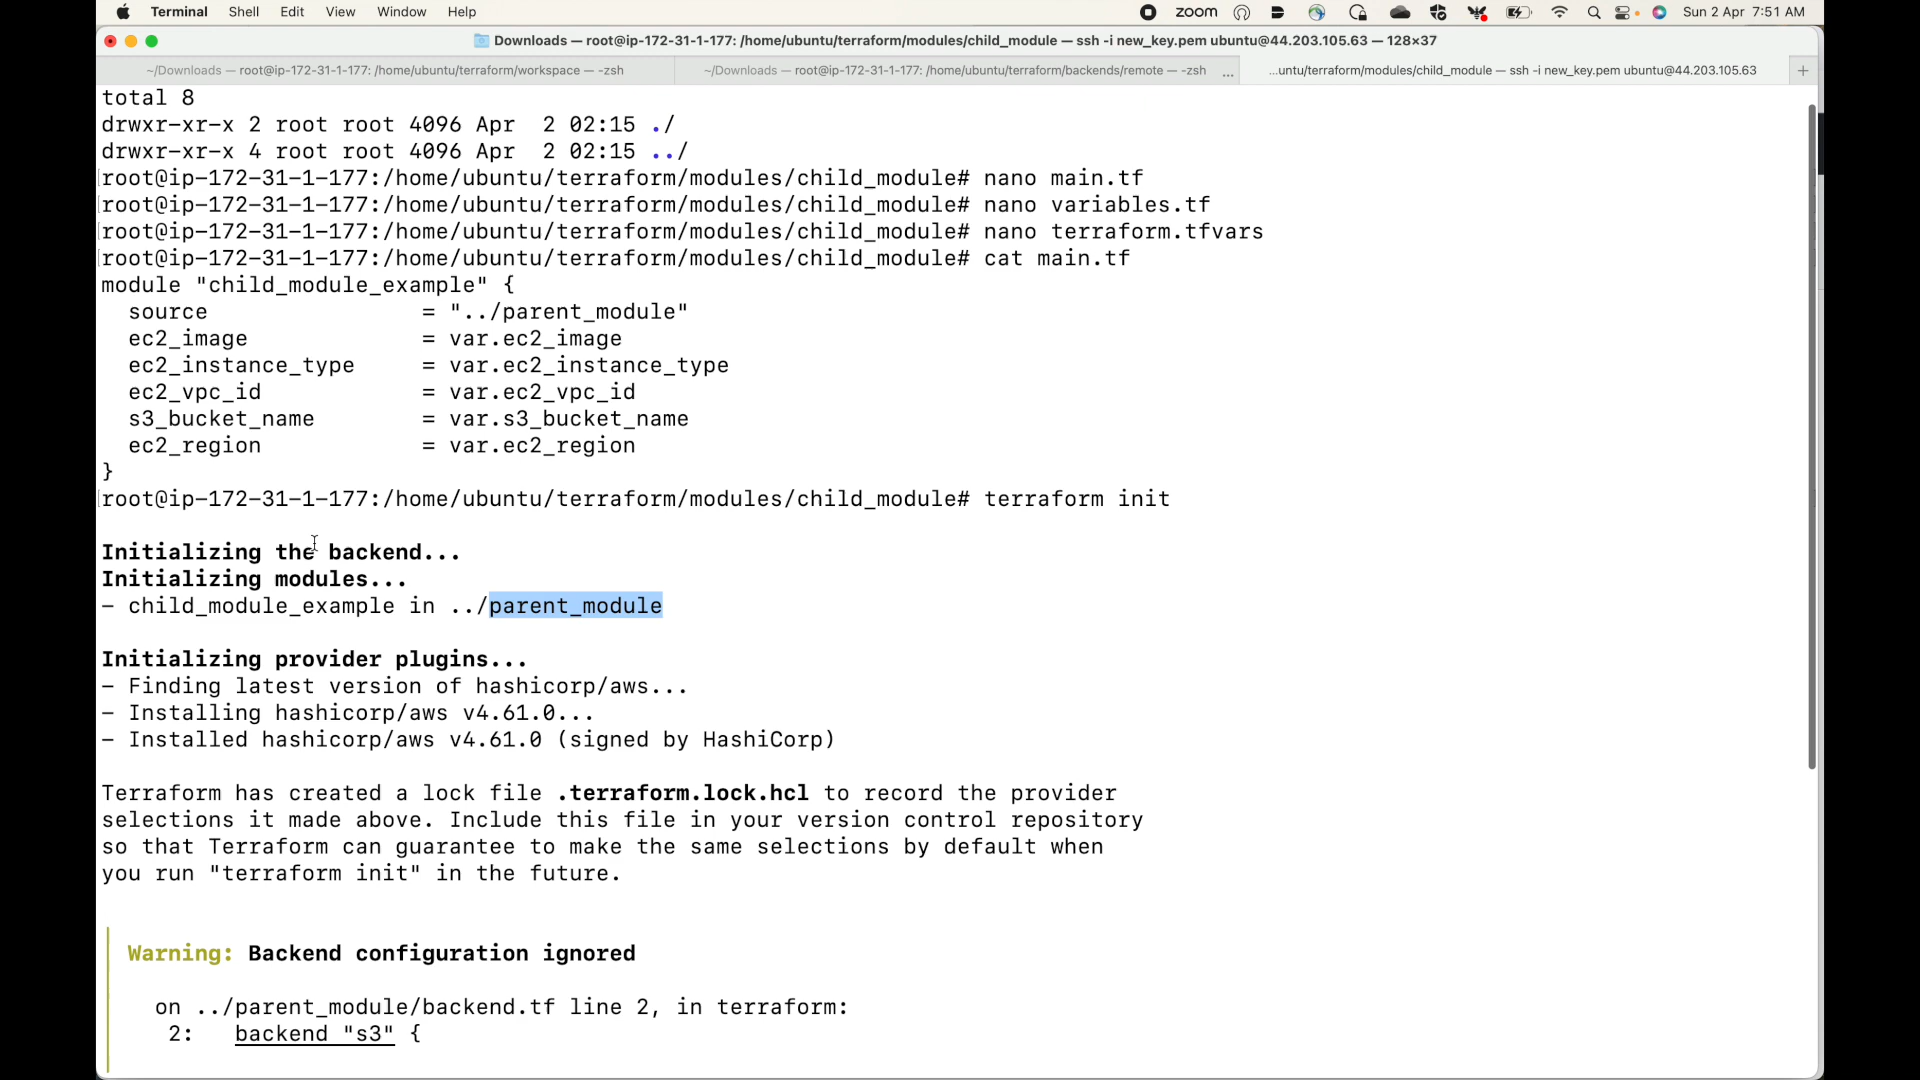 Terminal Shell Edit View Window Help zoom Sun 2 Apr 7:51 AM
Downloads — root@ip-172-31-1-177: /home/ubuntu/terraform/modules/child_module — ssh -i new_key.pem ubuntu@44.203.105.63 — 128×37
~/Downloads — root@ip-172-31-1-177: /home/ubuntu/terraform/workspace — -zsh ~/Downloads — root@ip-172-31-1-177: /home/ubuntu/terraform/backends/remote — -zsh ... ...untu/terraform/modules/child_module — ssh -i new_key.pem ubuntu@44.203.105.63 +
total 8
drwxr-xr-x 2 root root 4096 Apr  2 02:15 ./
drwxr-xr-x 4 root root 4096 Apr  2 02:15 ../
[root@ip-172-31-1-177:/home/ubuntu/terraform/modules/child_module# nano main.tf
[root@ip-172-31-1-177:/home/ubuntu/terraform/modules/child_module# nano variables.tf
[root@ip-172-31-1-177:/home/ubuntu/terraform/modules/child_module# nano terraform.tfvars
[root@ip-172-31-1-177:/home/ubuntu/terraform/modules/child_module# cat main.tf
module "child_module_example" {
  source                = "../parent_module"
  ec2_image             = var.ec2_image
  ec2_instance_type     = var.ec2_instance_type
  ec2_vpc_id            = var.ec2_vpc_id
  s3_bucket_name        = var.s3_bucket_name
  ec2_region            = var.ec2_region
}
[root@ip-172-31-1-177:/home/ubuntu/terraform/modules/child_module# terraform init
Initializing the backend...
Initializing modules...
- child_module_example in ../parent_module
Initializing provider plugins...
- Finding latest version of hashicorp/aws...
- Installing hashicorp/aws v4.61.0...
- Installed hashicorp/aws v4.61.0 (signed by HashiCorp)
Terraform has created a lock file .terraform.lock.hcl to record the provider
selections it made above. Include this file in your version control repository
so that Terraform can guarantee to make the same selections by default when
you run "terraform init" in the future.
Warning: Backend configuration ignored
on ../parent_module/backend.tf line 2, in terraform:
2:   backend "s3" {